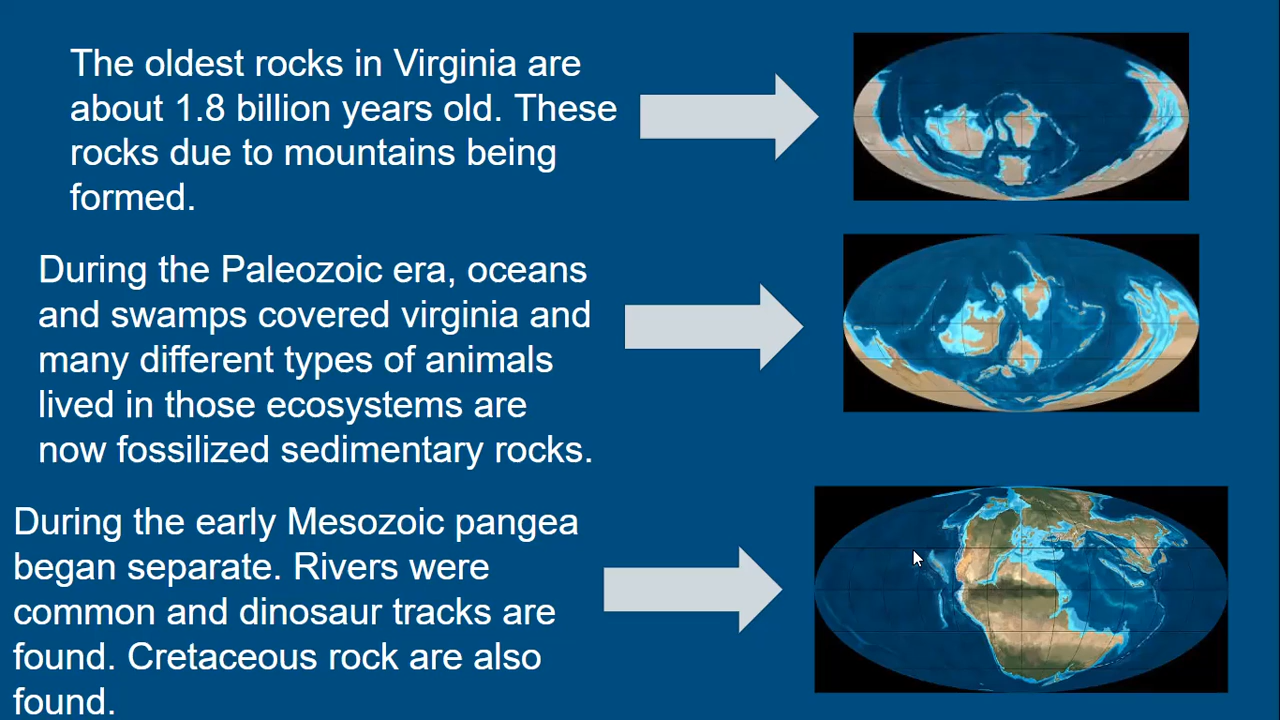 The oldest rocks in Virginia are
about 1.8 billion years old. These
rocks due to mountains being
formed.
During the Paleozoic era, oceans
and swamps covered virginia and
many different types of animals
lived in those ecosystems are
now fossilized sedimentary rocks.
During the early Mesozoic pangea
began separate. Rivers were
common and dinosaur tracks are
found. Cretaceous rock are also
found.